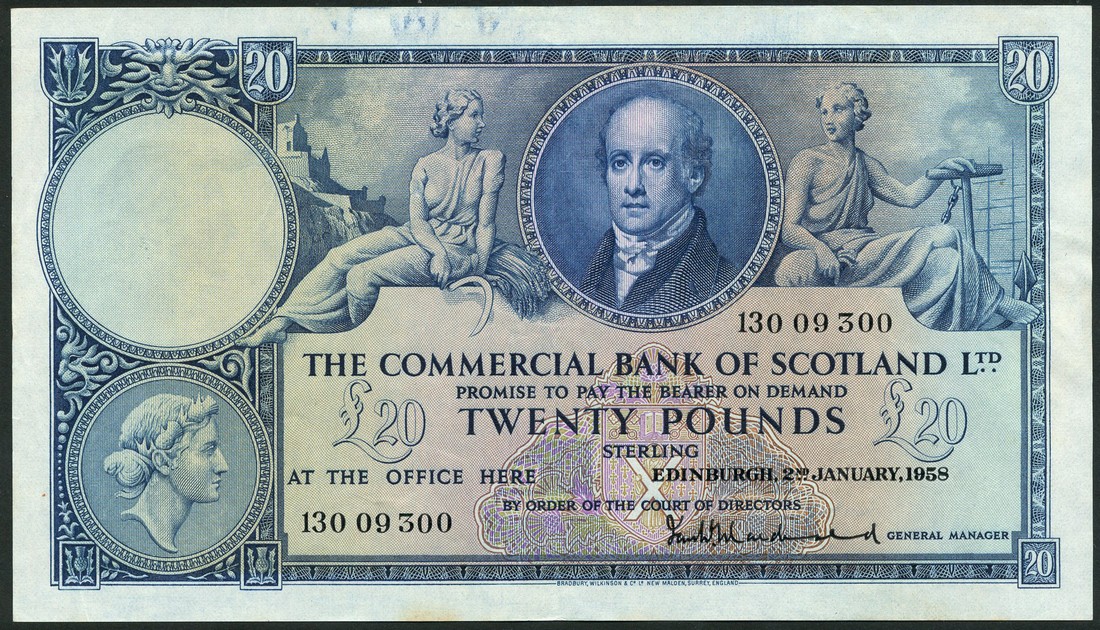 20
20
130 09 300
THE COMMERCIAL BANK OF SCOTLAND LTD
PROMISE TO PAY THE BEARER ON DEMAND
£20 TWENTY POUNDS £20
STERLING
AT THE OFFICE HERE EDINBURGH, 2ND JANUARY, 1958
BY ORDER OF THE COURT OF DIRECTORS
130 09 300
GENERAL MANAGER
20
BRADBURY, WILKINSON & Cº Lᴰ NEW MALDEN, SURREY, ENGLAND